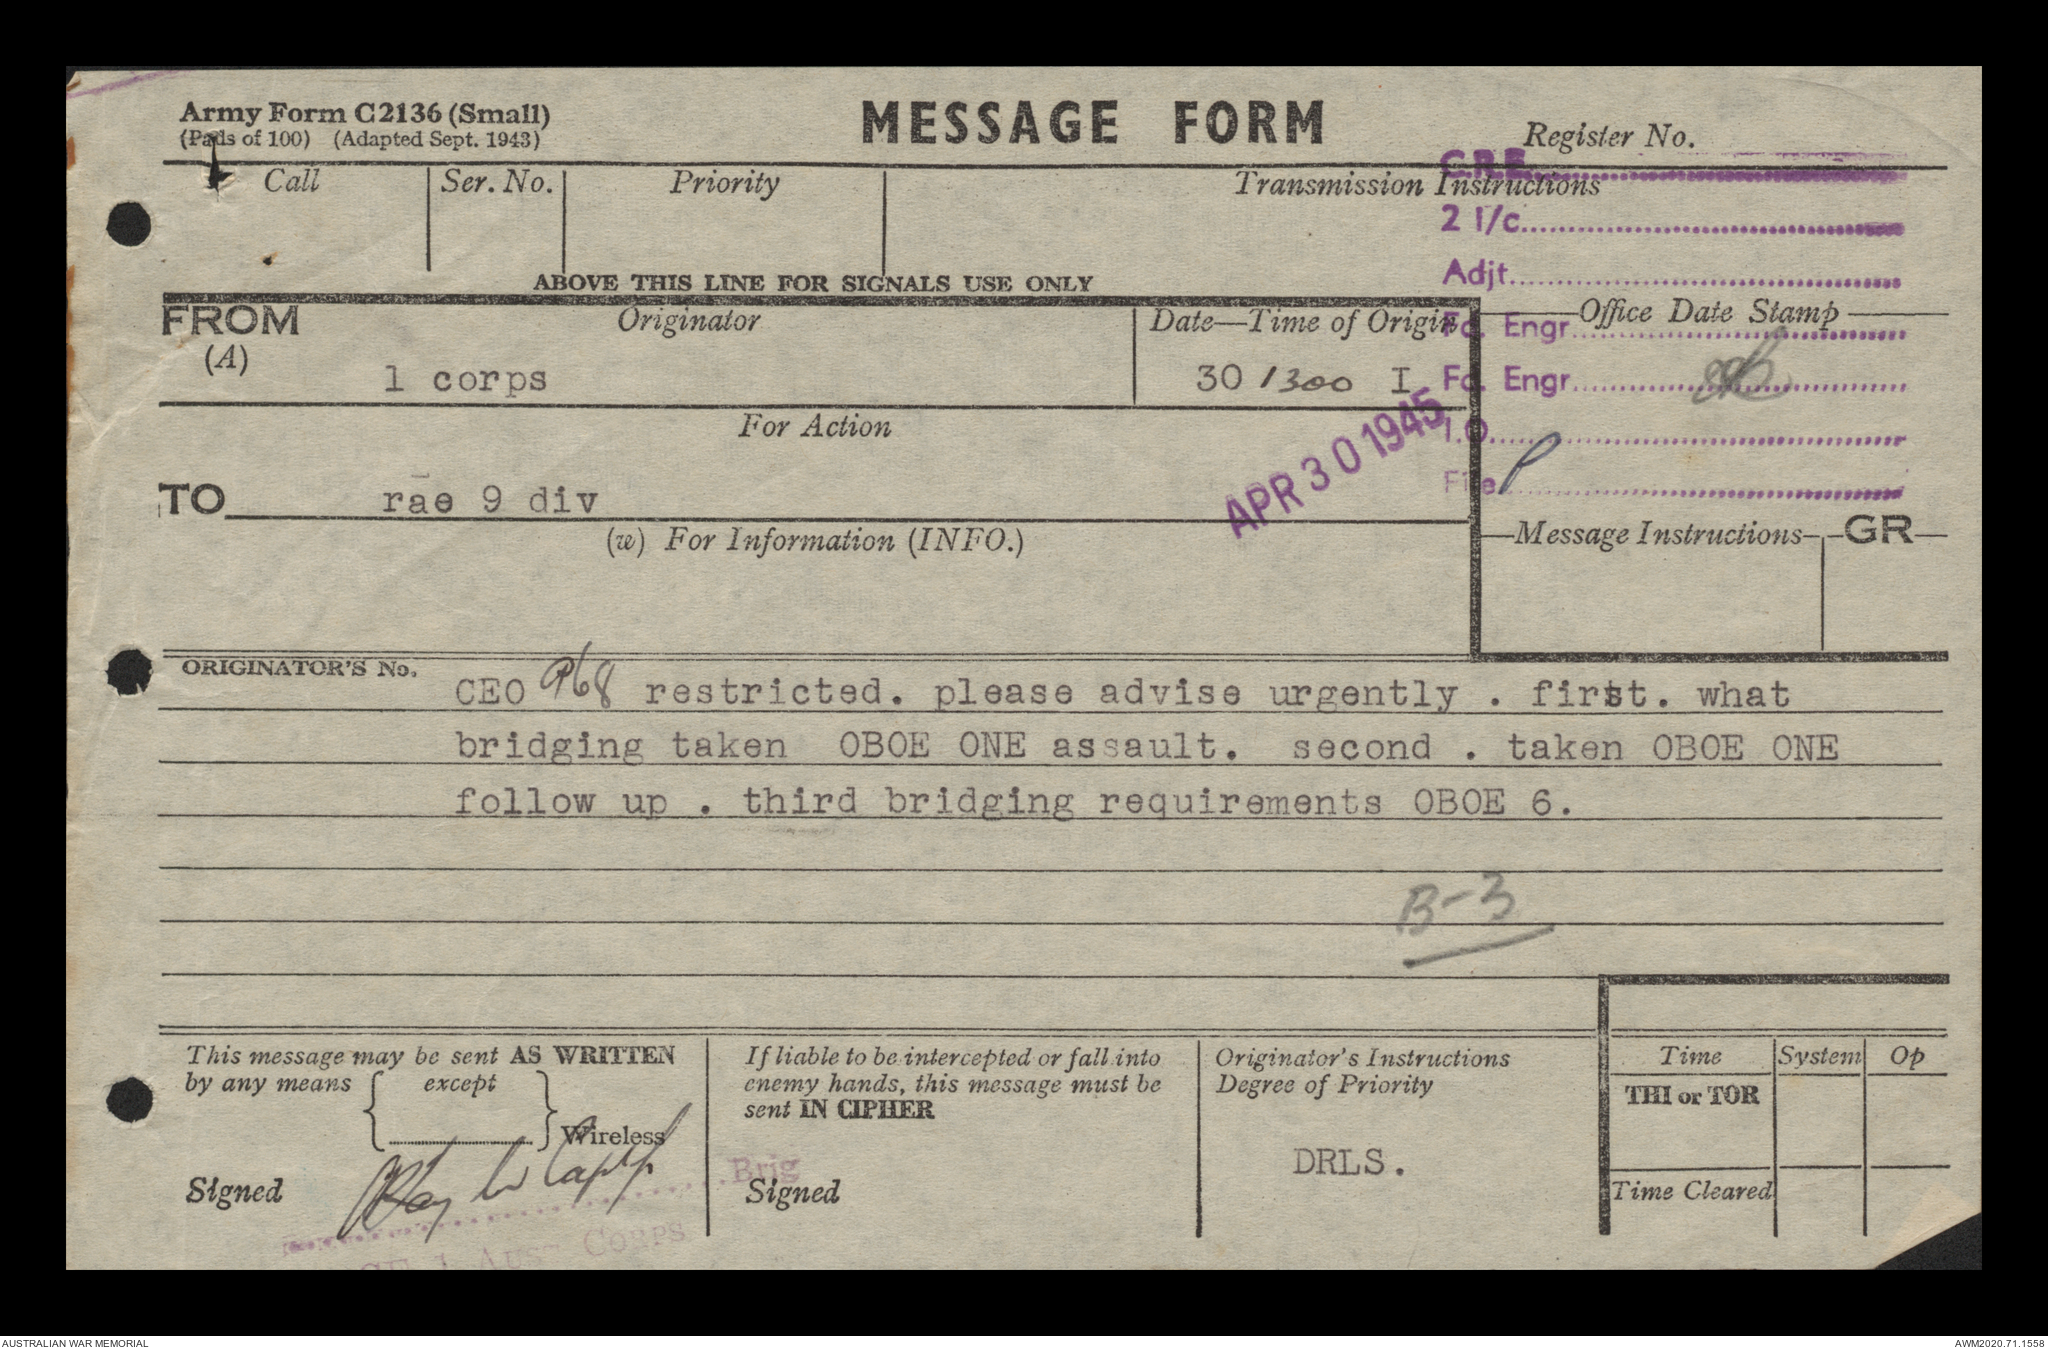 Army Form C2136 (Small)
(Pads of 100) (Adapted Sept. 1943)
MESSAGE FORM
Register No.
Call
Ser. No.
Priority
Transmission Instructions
C.R.E.
2 I/c
Adjt
ABOVE THIS LINE FOR SIGNALS USE ONLY
FROM
(A)
Originator
Date—Time of Origin
Office Date Stamp
Fd. Engr
Fd. Engr
1 corps
30 1300 I
For Action
APR 30 1945
I.O.
File
TO
rae 9 div
(w) For Information (INFO.)
Message Instructions
GR
ORIGINATOR'S No.
CEO 968 restricted. please advise urgently . first. what
bridging taken OBOE ONE assault. second . taken OBOE ONE
follow up . third bridging requirements OBOE 6.
B-3
This message may be sent AS WRITTEN
by any means
except
Wireless
Signed
Brig
CE 1 AUST CORPS
If liable to be intercepted or fall into
enemy hands, this message must be
sent IN CIPHER
Signed
Originator's Instructions
Degree of Priority
DRLS.
Time
System
Op
THI or TOR
Time Cleared
AUSTRALIAN WAR MEMORIAL
AWM2020.71.1558